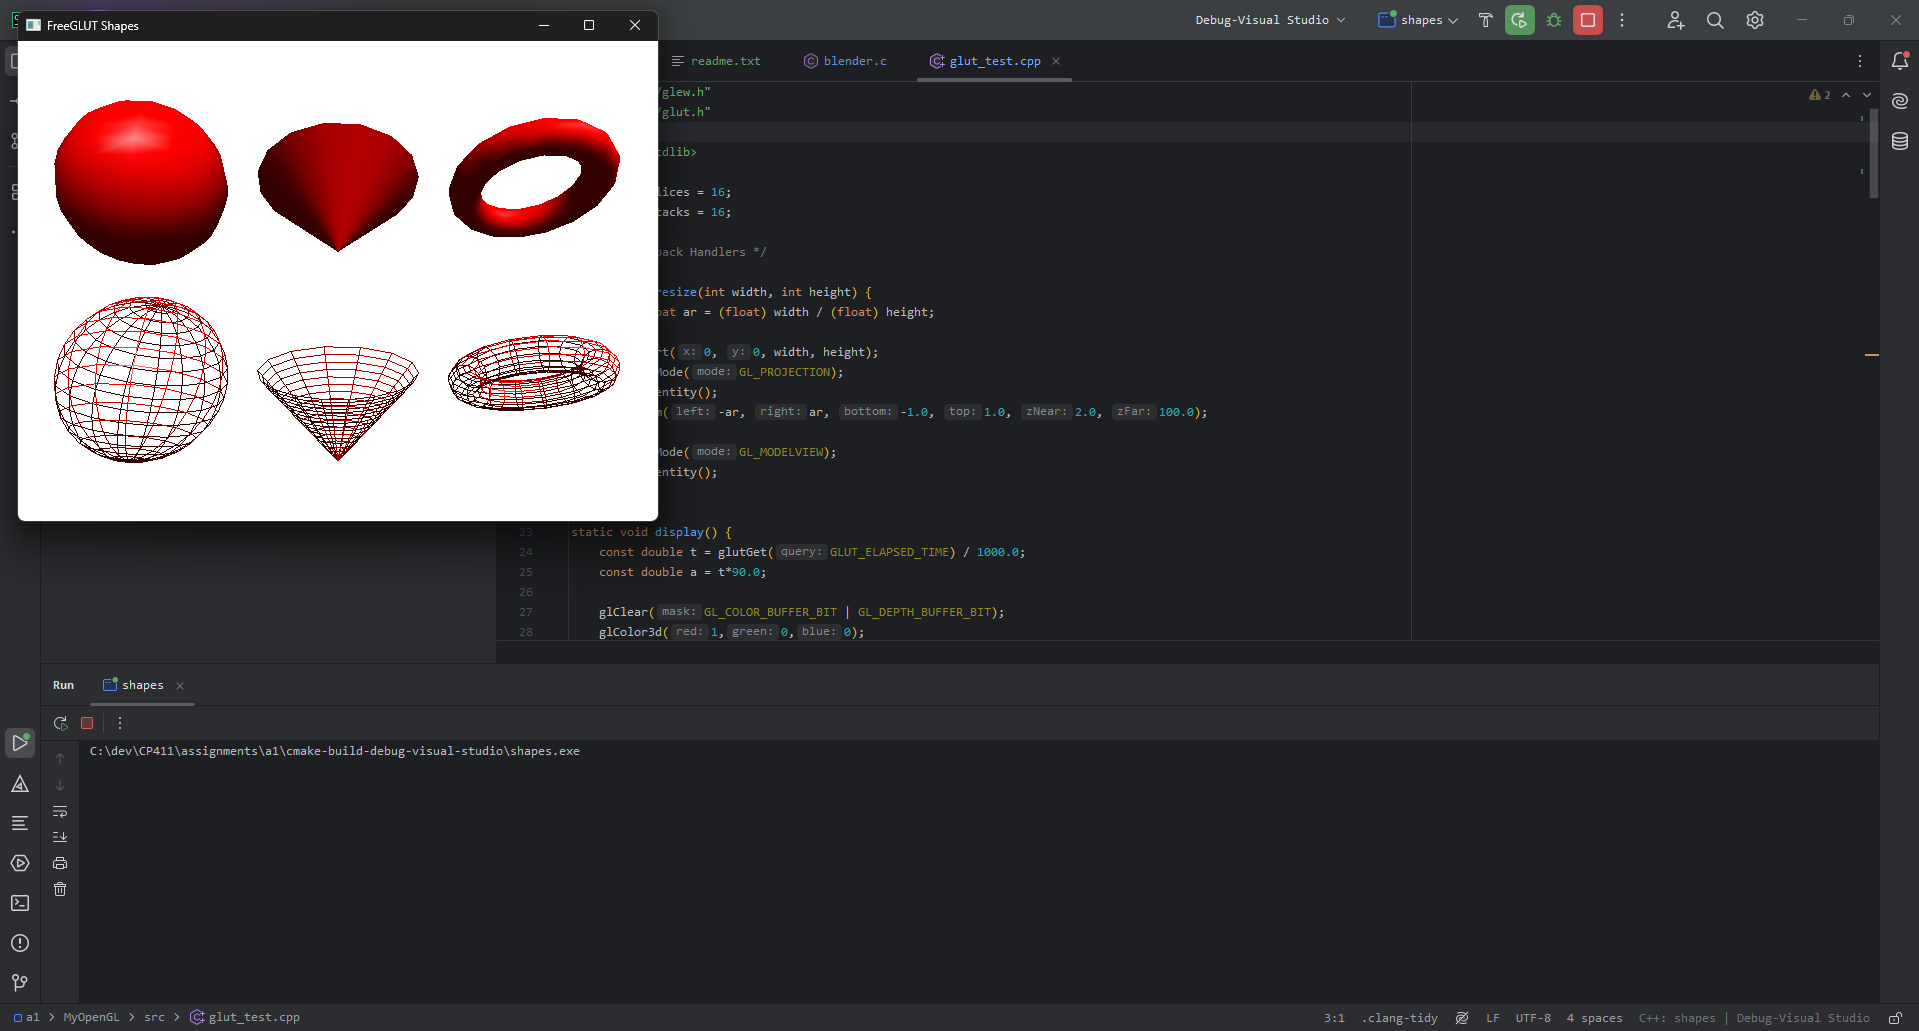 FreeGLUT Shapes
Debug-Visual Studio
shapes
readme.txt
blender.c
glut_test.cpp
/glew.h"
/glut.h"
2
tdlib>
lices = 16;
tacks = 16;
back Handlers */
resize(int width, int height) {
oat ar = (float) width / (float) height;
rt( x: 0, y: 0, width, height);
Mode( mode: GL_PROJECTION);
entity();
m( left: -ar, right: ar, bottom: -1.0, top: 1.0, zNear: 2.0, zFar: 100.0);
Mode( mode: GL_MODELVIEW);
entity();
23 static void display() {
24 const double t = glutGet( query: GLUT_ELAPSED_TIME) / 1000.0;
25 const double a = t*90.0;
26
27 glClear( mask: GL_COLOR_BUFFER_BIT | GL_DEPTH_BUFFER_BIT);
28 glColor3d( red: 1, green: 0, blue: 0);
Run
shapes
C:\dev\CP411\assignments\a1\cmake-build-debug-visual-studio\shapes.exe
a1 > MyOpenGL > src > glut_test.cpp
3:1 .clang-tidy LF UTF-8 4 spaces C++: shapes | Debug-Visual Studio